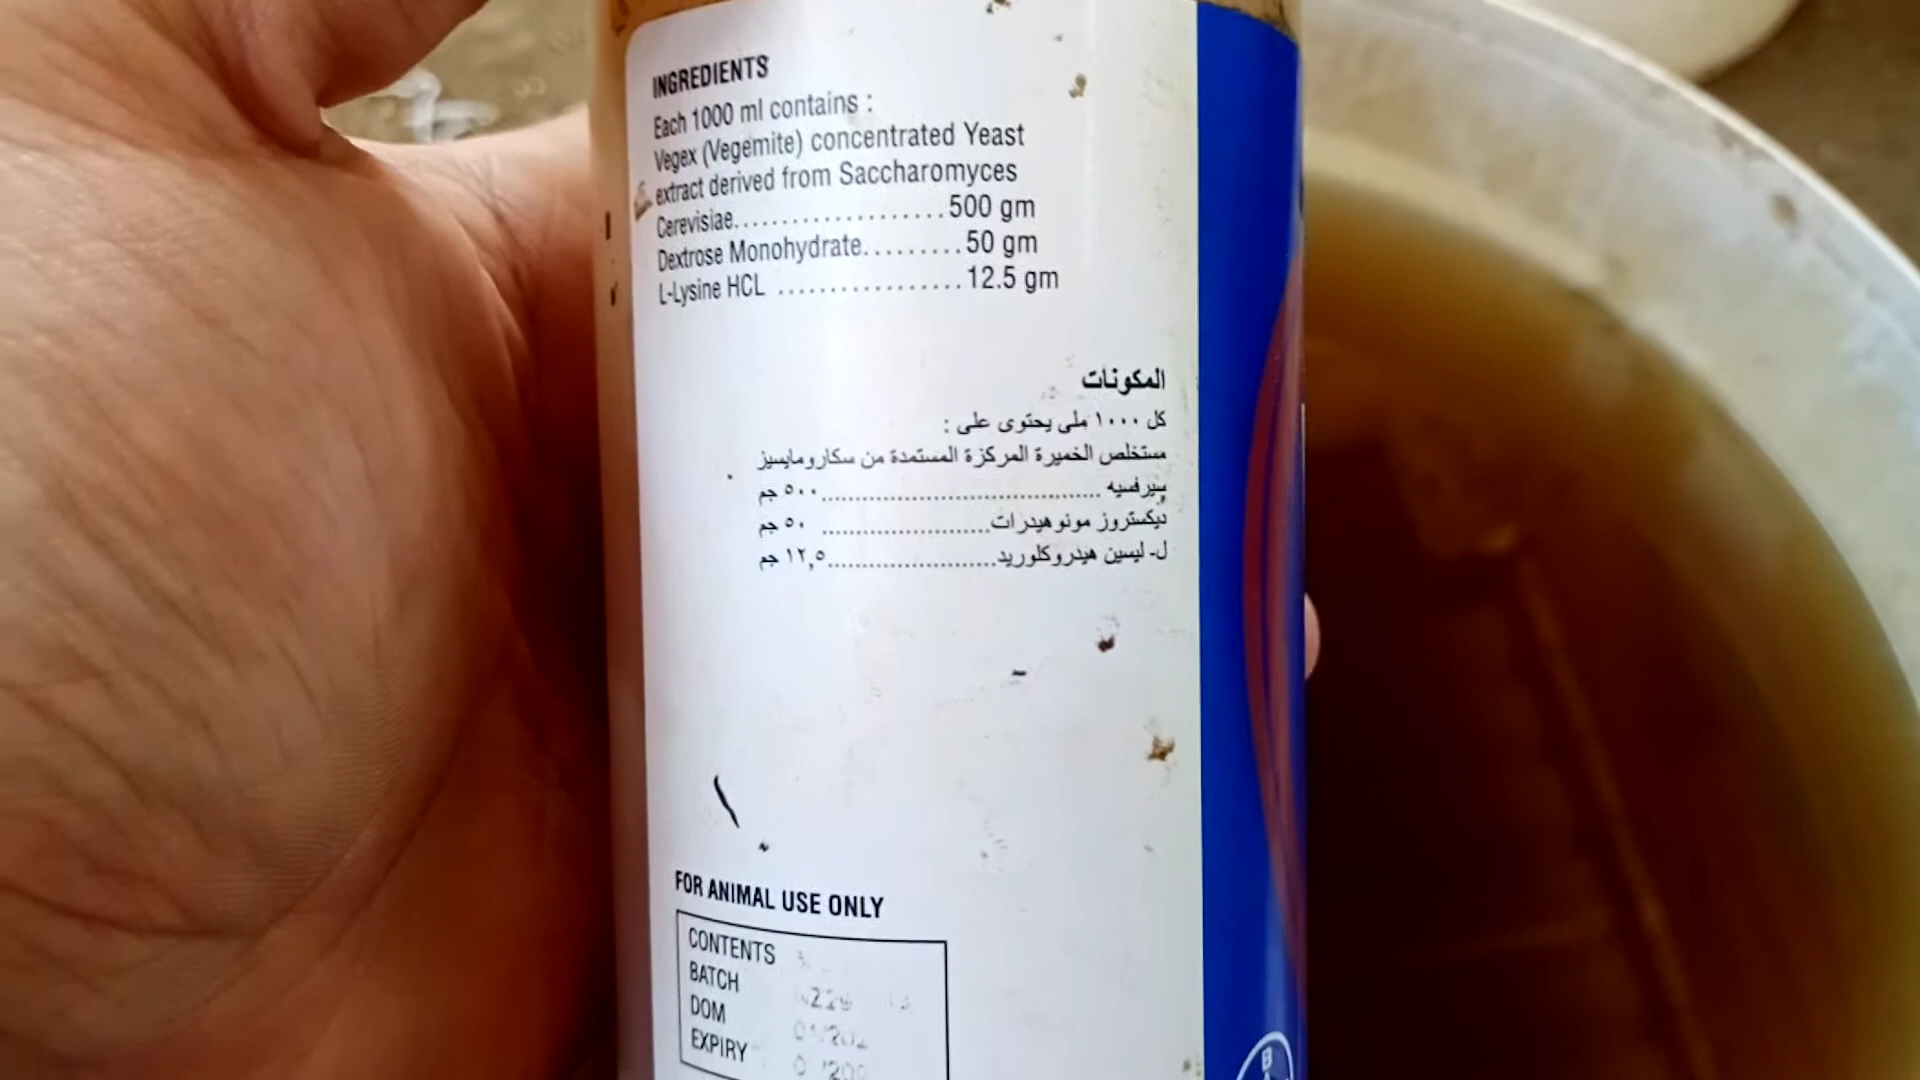 INGREDIENTS
Each 1000 ml contains :
Vegex (Vegemite) concentrated Yeast
extract derived from Saccharomyces
Cerevisiae.....................500 gm
Dextrose Monohydrate.........50 gm
L-Lysine HCL .................12.5 gm
المكونات
كل ١٠٠٠ ملى يحتوى على :
مستخلص الخميرة المركزة المستمدة من سكارومايسيز
سيرفسيه ..........................................٥٠٠ جم
ديكستروز مونوهيدرات......................... ٥٠ جم
ل- ليسين هيدروكلوريد.........................١٢,٥ جم
FOR ANIMAL USE ONLY
CONTENTS
BATCH
DOM
EXPIRY